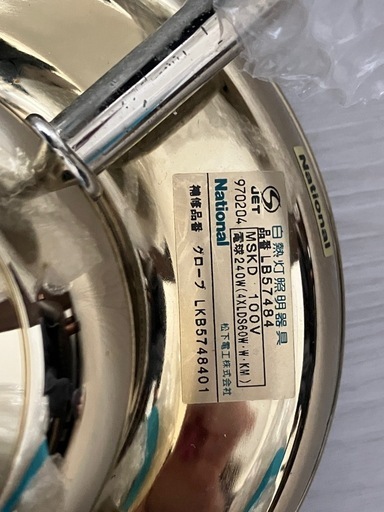 白熱灯照明器具
品番 LB57484
MSKD 100V
電球240W(4XLDS60W・W・KM)
JET
970204
National
松下電工株式会社
補修品番 グローブ LKB5748401
National